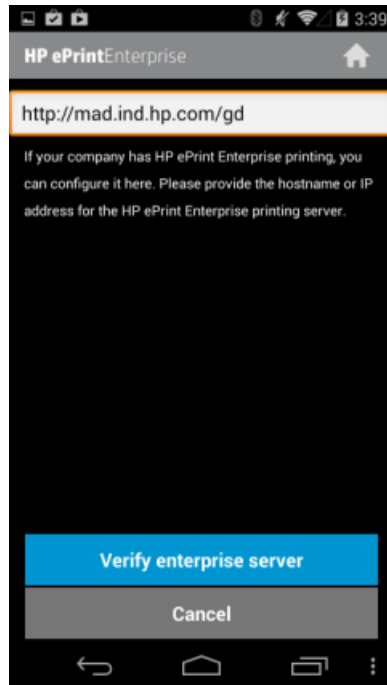 3:39
HP ePrintEnterprise
http://mad.ind.hp.com/gd
If your company has HP ePrint Enterprise printing, you
can configure it here. Please provide the hostname or IP
address for the HP ePrint Enterprise printing server.
Verify enterprise server
Cancel